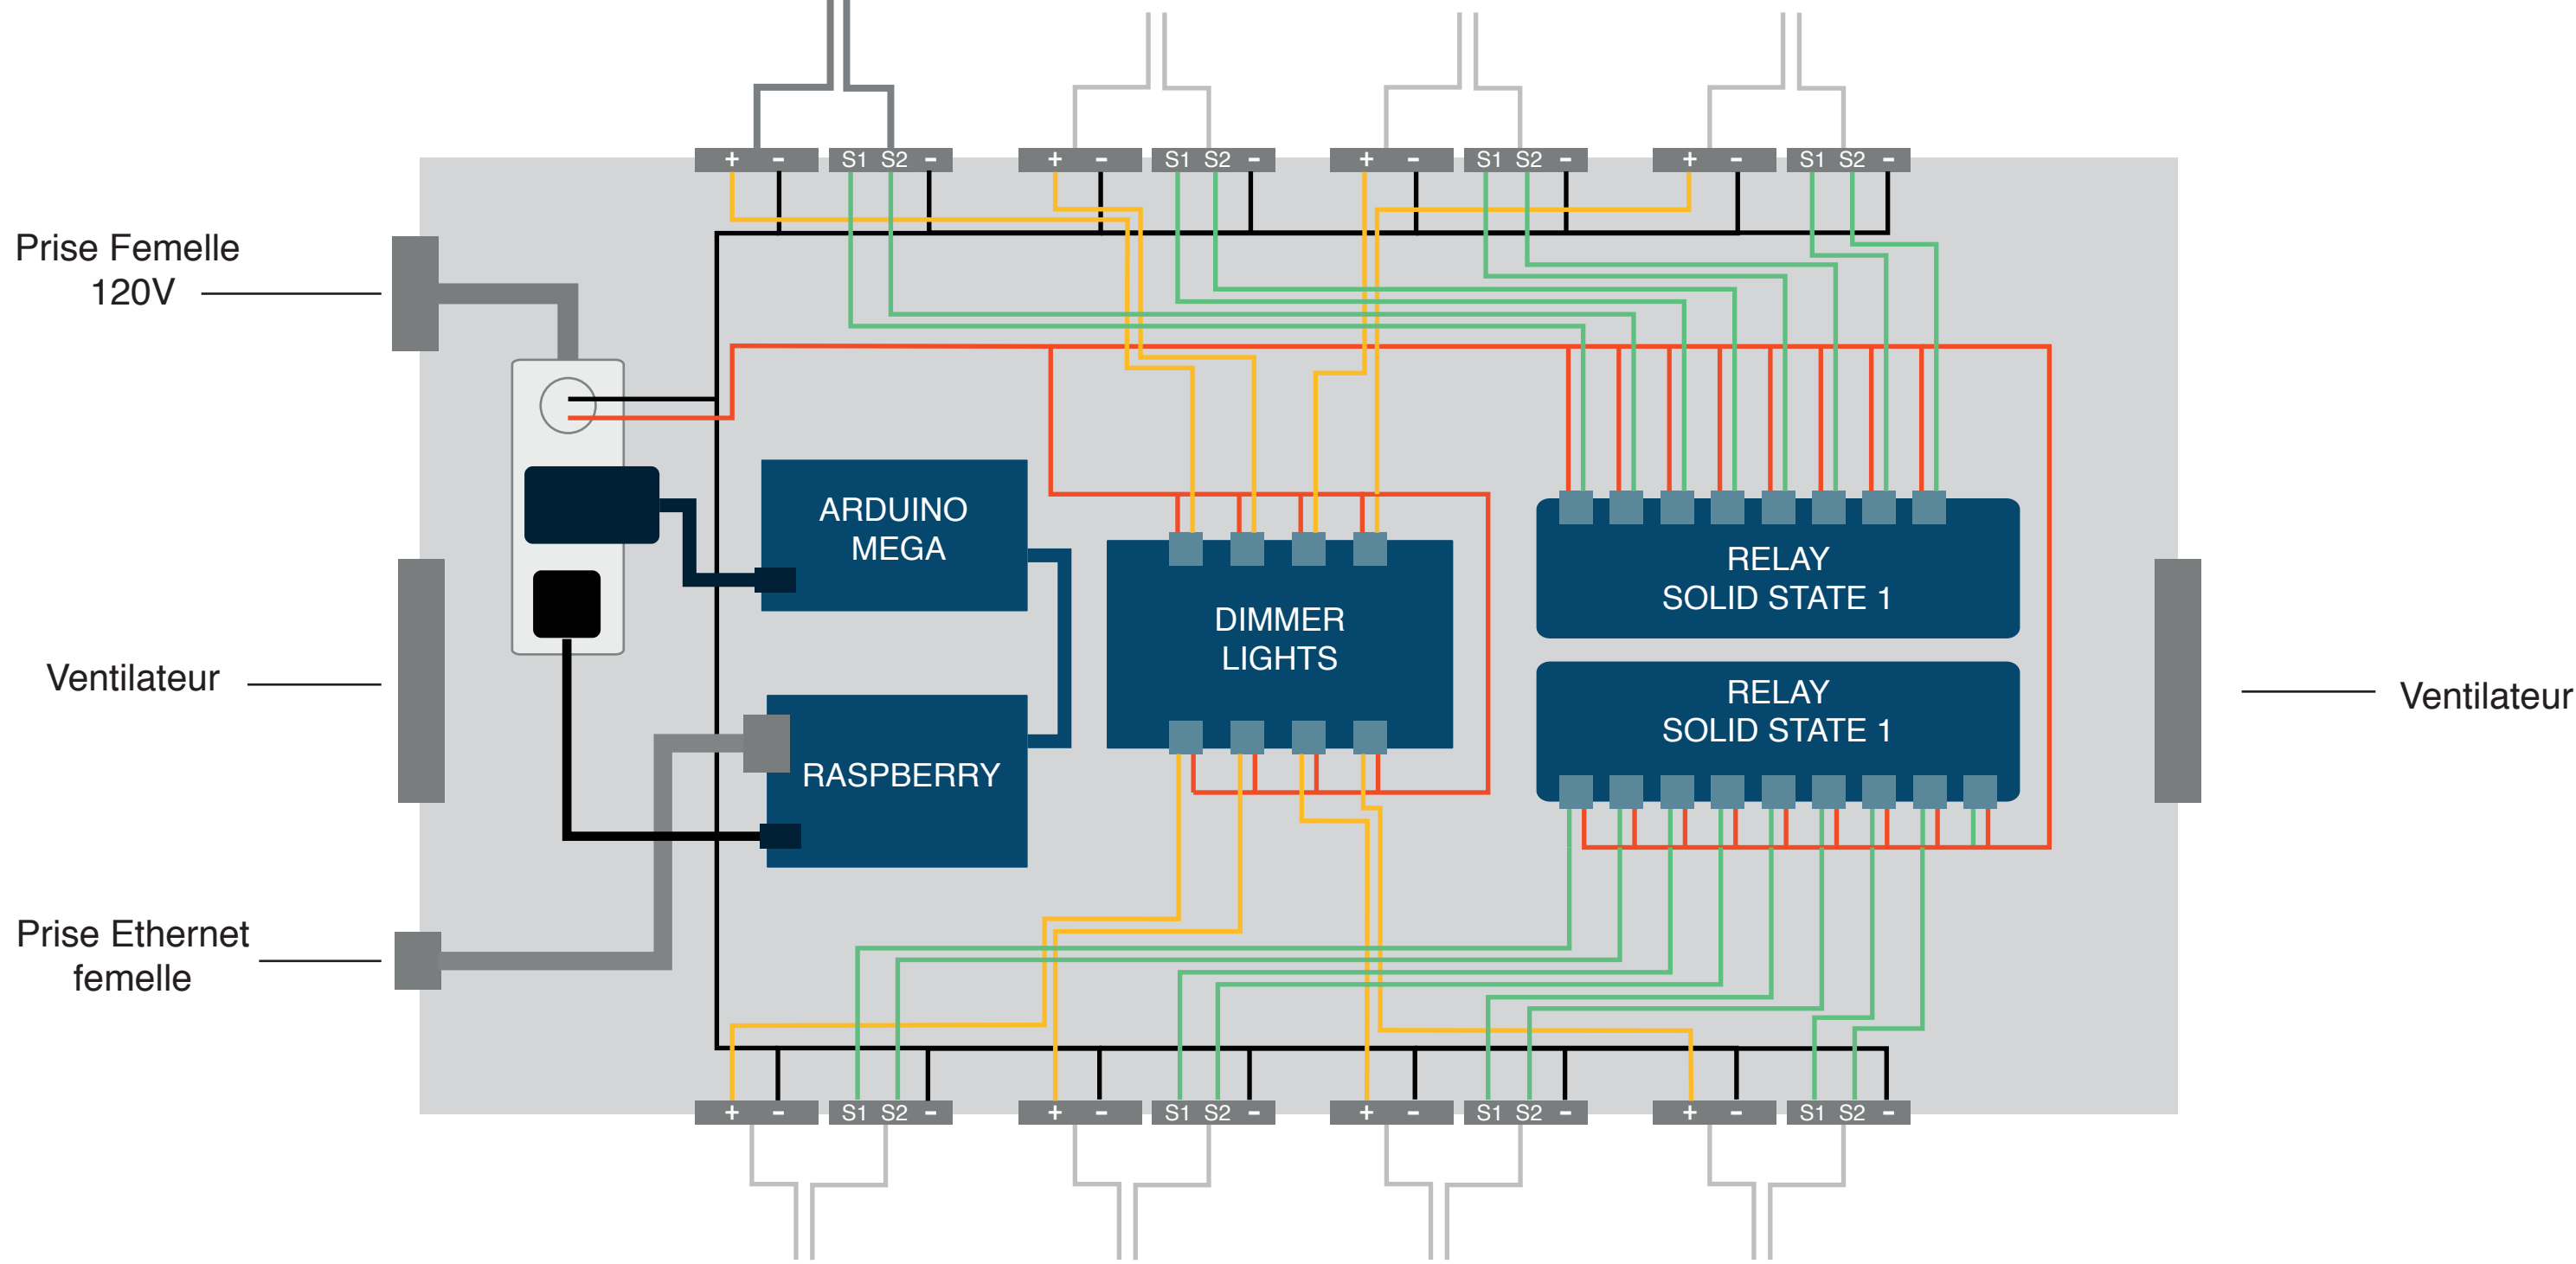 + - S1 S2 - + - S1 S2 - + - S1 S2 - + - S1 S2 -
Prise Femelle
120V
ARDUINO
MEGA
DIMMER
LIGHTS
RELAY
SOLID STATE 1
RELAY
SOLID STATE 1
Ventilateur
Ventilateur
RASPBERRY
Prise Ethernet
femelle
+ - S1 S2 - + - S1 S2 - + - S1 S2 - + - S1 S2 -